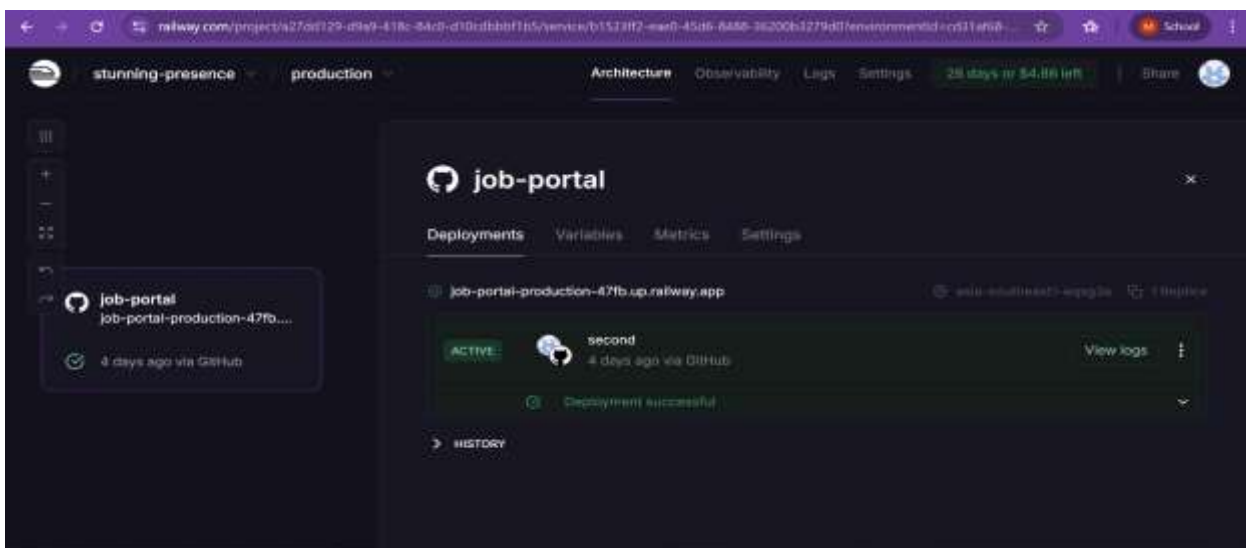 School
stunning-presence
production
Architecture
Observability
Logs
Settings
Share
job-portal
Deployments
Variables
Metrics
Settings
job-portal
job-portal-production-47fb....
4 days ago via GitHub
job-portal-production-47fb.up.railway.app
ACTIVE
second
4 days ago via GitHub
View logs
Deployment successful
HISTORY